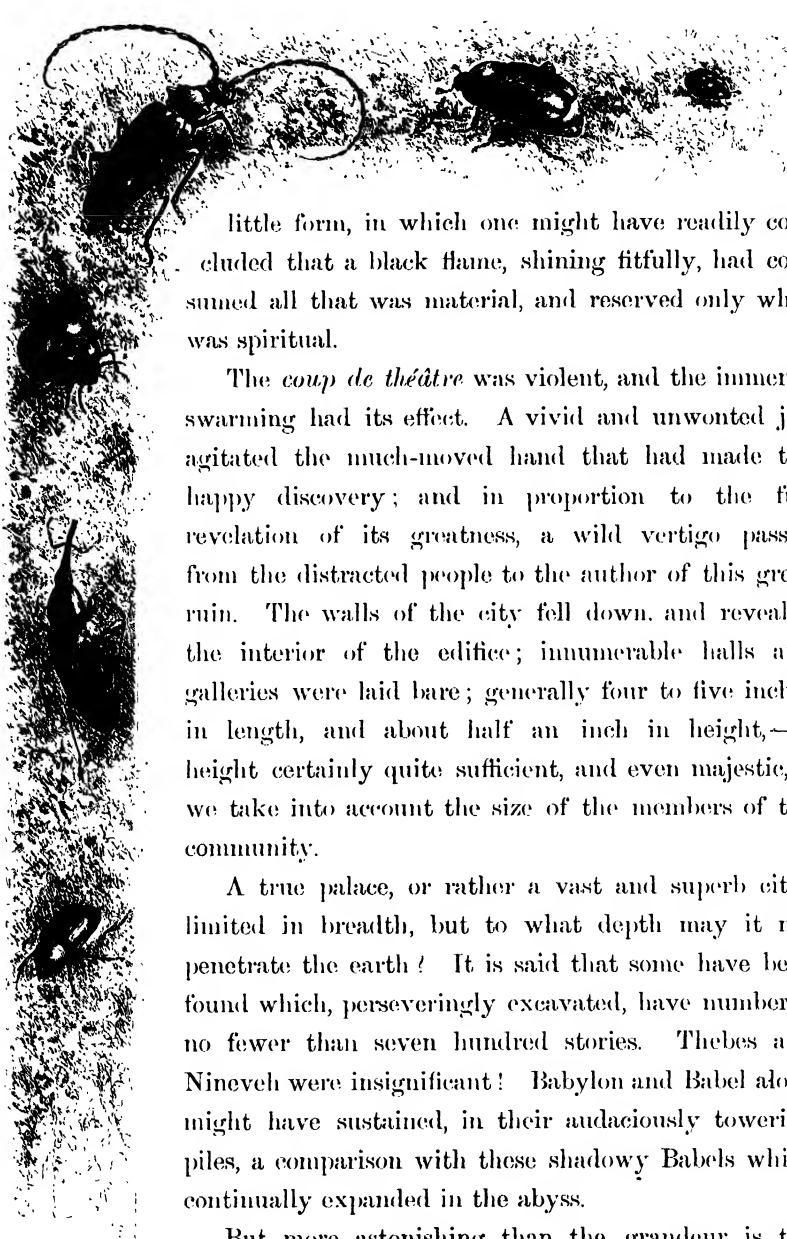 little form, in which one might have readily co
cluded that a black flame, shining fitfully, had co
sumed all that was material, and reserved only wh
was spiritual.
The coup de théâtre was violent, and the immen
swarming had its effect. A vivid and unwonted j
agitated the much-moved hand that had made t
happy discovery; and in proportion to the f
revelation of its greatness, a wild vertigo pass
from the distracted people to the author of this gre
ruin. The walls of the city fell down, and reveal
the interior of the edifice; innumerable halls a
galleries were laid bare; generally four to five inch
in length, and about half an inch in height,—
height certainly quite sufficient, and even majestic,
we take into account the size of the members of t
community.
A true palace, or rather a vast and superb cit
limited in breadth, but to what depth may it n
penetrate the earth? It is said that some have be
found which, perseveringly excavated, have number
no fewer than seven hundred stories. Thebes a
Nineveh were insignificant! Babylon and Babel alo
might have sustained, in their audaciously toweri
piles, a comparison with these shadowy Babels whi
continually expanded in the abyss.
But more astonishing than the grandeur is t